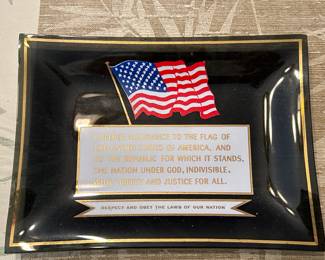 ALLEGIANCE TO THE FLAG OF
THE UNITED STATES OF AMERICA, AND
TO THE REPUBLIC FOR WHICH IT STANDS,
ONE NATION UNDER GOD, INDIVISIBLE,
WITH LIBERTY AND JUSTICE FOR ALL.
RESPECT AND OBEY THE LAWS OF OUR NATION